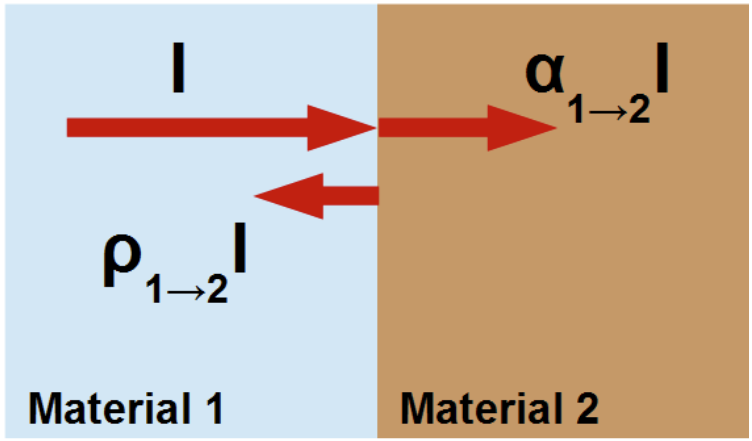 I
α₁→₂I
ρ₁→₂I
Material 1
Material 2